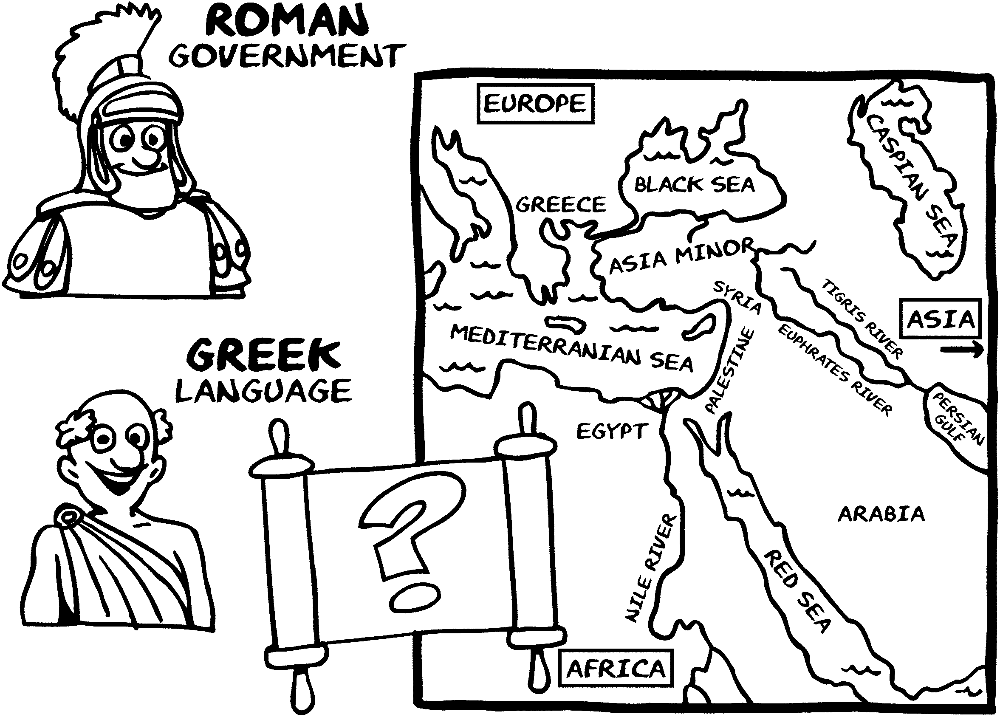 ROMAN
GOVERNMENT
EUROPE
CASPIAN SEA
BLACK SEA
GREECE
ASIA MINOR
SYRIA
TIGRIS RIVER
ASIA
MEDITERRANIAN SEA
PALESTINE
EUPHRATES RIVER
GREEK
LANGUAGE
PERSIAN
GULF
EGYPT
?
ARABIA
NILE RIVER
RED SEA
AFRICA